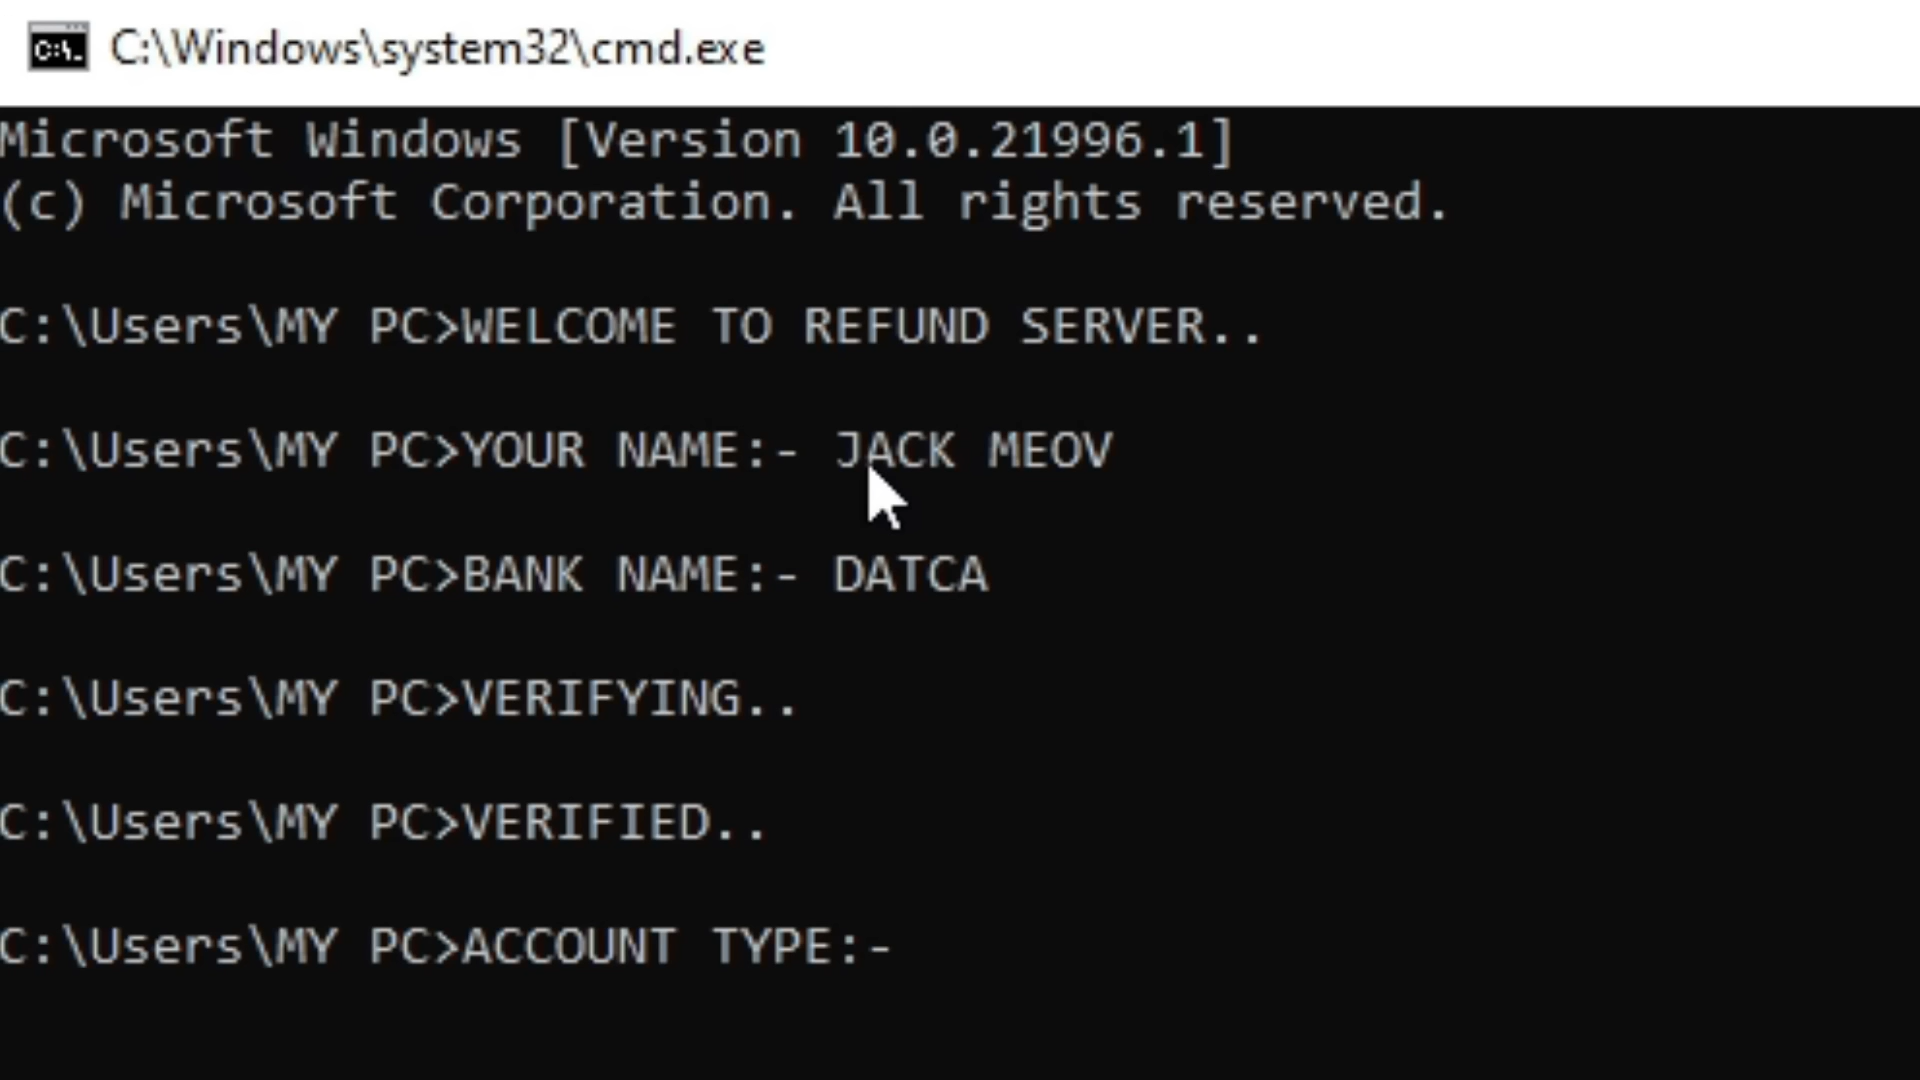 C:\Windows\system32\cmd.exe
Microsoft Windows [Version 10.0.21996.1]
(c) Microsoft Corporation. All rights reserved.
C:\Users\MY PC>WELCOME TO REFUND SERVER..
C:\Users\MY PC>YOUR NAME:- JACK MEOV
C:\Users\MY PC>BANK NAME:- DATCA
C:\Users\MY PC>VERIFYING..
C:\Users\MY PC>VERIFIED..
C:\Users\MY PC>ACCOUNT TYPE:-